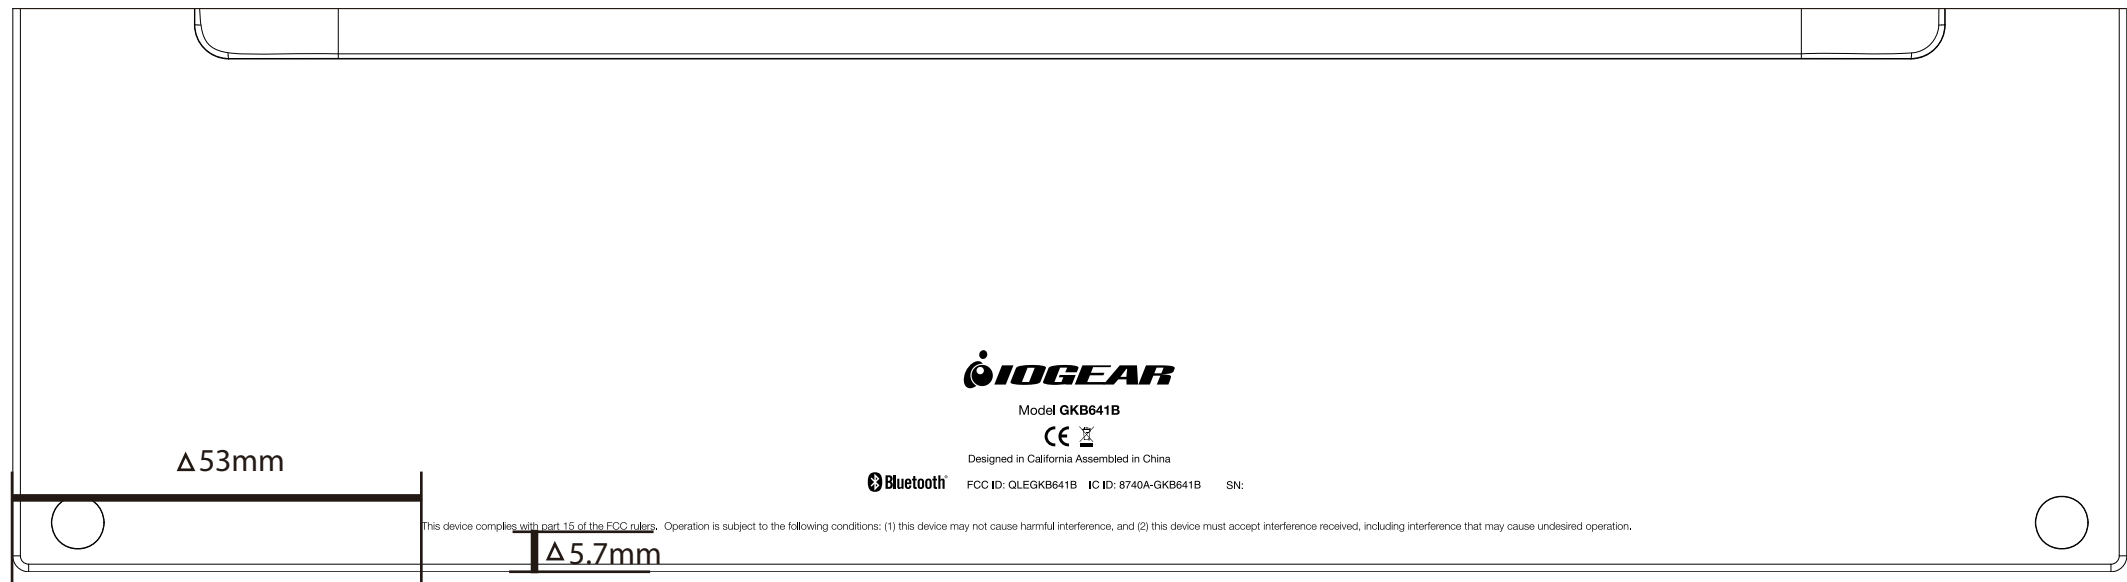 IOGEAR
Model GKB641B
CE
Designed in California Assembled in China
Bluetooth® FCC ID: QLEGKB641B IC ID: 8740A-GKB641B SN:
Δ53mm
This device complies with part 15 of the FCC rulers. Operation is subject to the following conditions: (1) this device may not cause harmful interference, and (2) this device must accept interference received, including interference that may cause undesired operation.
Δ5.7mm